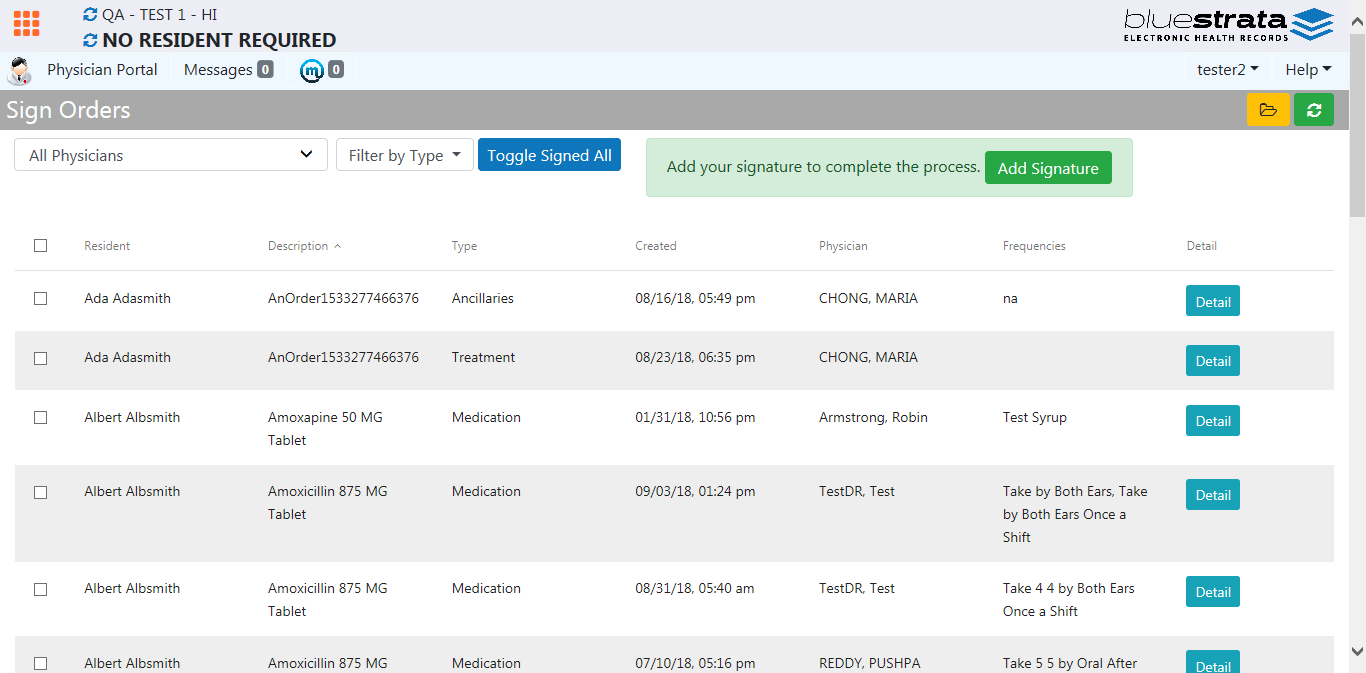 QA - TEST 1 - HI
NO RESIDENT REQUIRED
bluestrata
ELECTRONIC HEALTH RECORDS
Physician Portal Messages 0 m 0 tester2 Help
Sign Orders
All Physicians Filter by Type Toggle Signed All Add your signature to complete the process. Add Signature
Resident Description Type Created Physician Frequencies Detail
Ada Adasmith AnOrder1533277466376 Ancillaries 08/16/18, 05:49 pm CHONG, MARIA na Detail
Ada Adasmith AnOrder1533277466376 Treatment 08/23/18, 06:35 pm CHONG, MARIA Detail
Albert Albsmith Amoxapine 50 MG Medication 01/31/18, 10:56 pm Armstrong, Robin Test Syrup Detail
Tablet
Albert Albsmith Amoxicillin 875 MG Medication 09/03/18, 01:24 pm TestDR, Test Take by Both Ears, Take Detail
Tablet by Both Ears Once a
Shift
Albert Albsmith Amoxicillin 875 MG Medication 08/31/18, 05:40 am TestDR, Test Take 4 4 by Both Ears Detail
Tablet Once a Shift
Albert Albsmith Amoxicillin 875 MG Medication 07/10/18, 05:16 pm REDDY, PUSHPA Take 5 5 by Oral After Detail